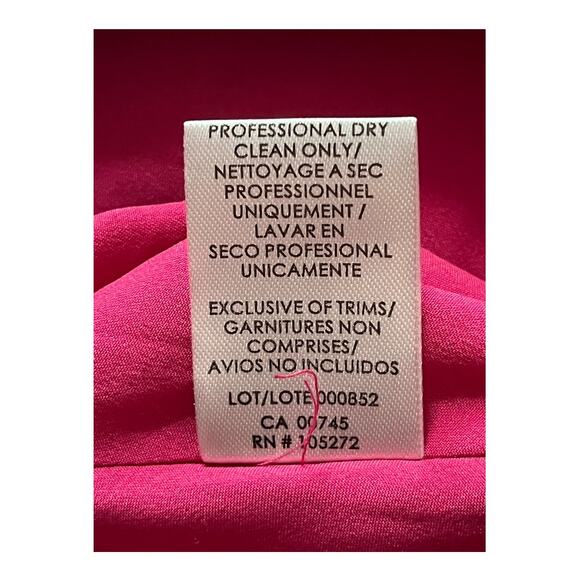 PROFESSIONAL DRY
CLEAN ONLY/
NETTOYAGE A SEC
PROFESSIONNEL
UNIQUEMENT /
LAVAR EN
SECO PROFESIONAL
UNICAMENTE
EXCLUSIVE OF TRIMS/
GARNITURES NON
COMPRISES/
AVIOS NO INCLUIDOS
LOT/LOTE 000852
CA 00745
RN # 105272